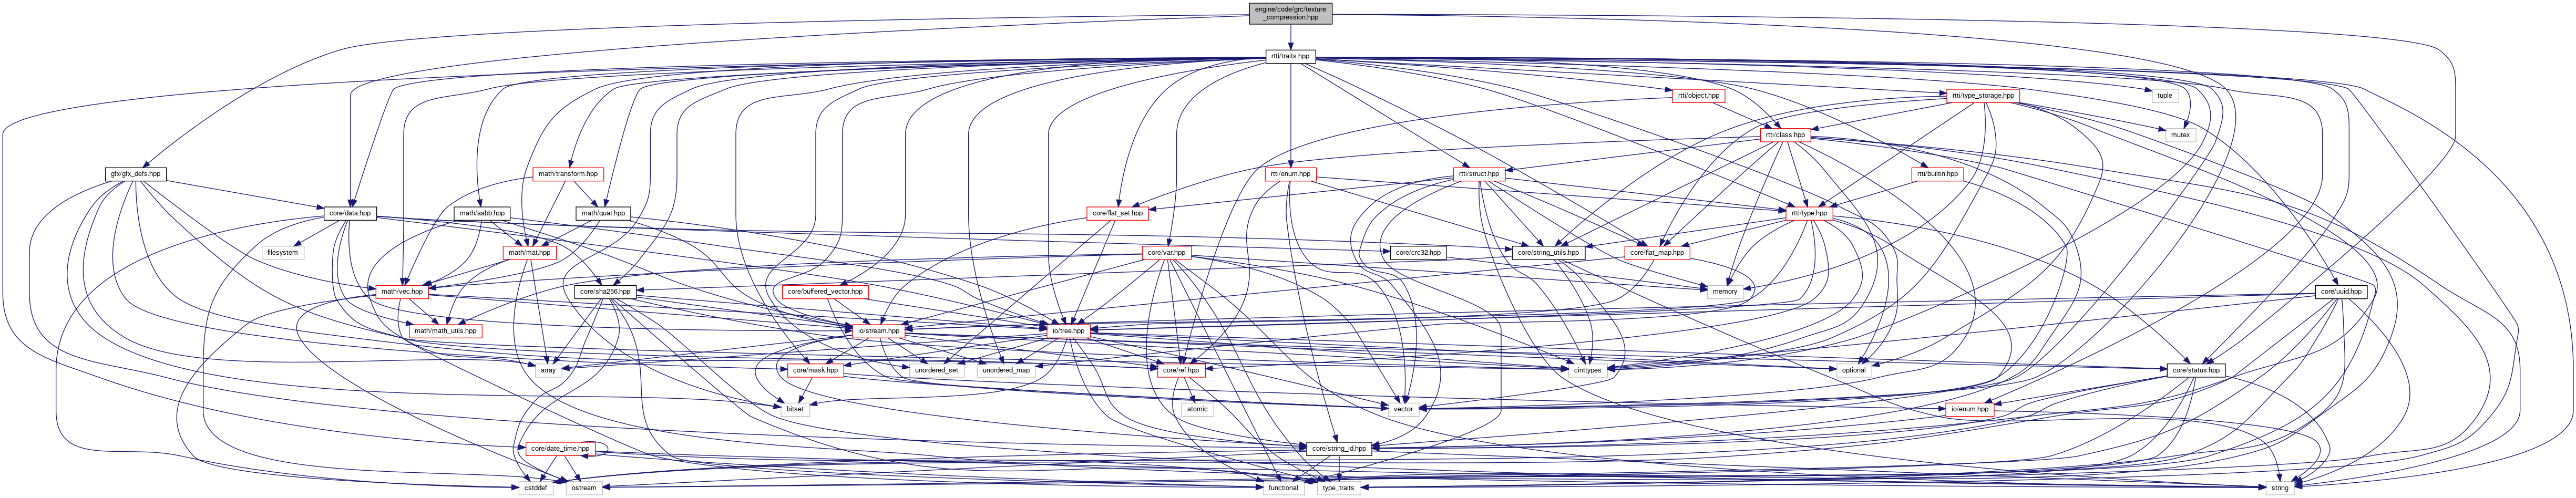 engine/code/grc/texture
_compression.hpp
rtti/traits.hpp
rtti/object.hpp
rtti/type_storage.hpp
tuple
rtti/class.hpp
mutex
gfx/gfx_defs.hpp
math/transform.hpp
rtti/enum.hpp
rtti/struct.hpp
rtti/builtin.hpp
core/data.hpp
math/aabb.hpp
math/quat.hpp
core/flat_set.hpp
rtti/type.hpp
filesystem
math/mat.hpp
core/var.hpp
core/crc32.hpp
core/string_utils.hpp
core/flat_map.hpp
math/vec.hpp
core/sha256.hpp
core/buffered_vector.hpp
memory
core/uuid.hpp
math/math_utils.hpp
io/stream.hpp
io/tree.hpp
array
core/mask.hpp
unordered_set
unordered_map
core/ref.hpp
cinttypes
optional
core/status.hpp
bitset
atomic
vector
io/enum.hpp
core/date_time.hpp
core/string_id.hpp
cstddef
ostream
functional
type_traits
string